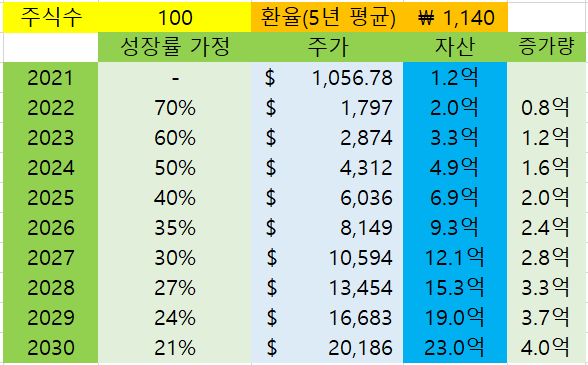 주식수 100 환율(5년 평균) ₩ 1,140
성장률 가정 주가 자산 증가량
2021 - $ 1,056.78 1.2억
2022 70% $ 1,797 2.0억 0.8억
2023 60% $ 2,874 3.3억 1.2억
2024 50% $ 4,312 4.9억 1.6억
2025 40% $ 6,036 6.9억 2.0억
2026 35% $ 8,149 9.3억 2.4억
2027 30% $ 10,594 12.1억 2.8억
2028 27% $ 13,454 15.3억 3.3억
2029 24% $ 16,683 19.0억 3.7억
2030 21% $ 20,186 23.0억 4.0억